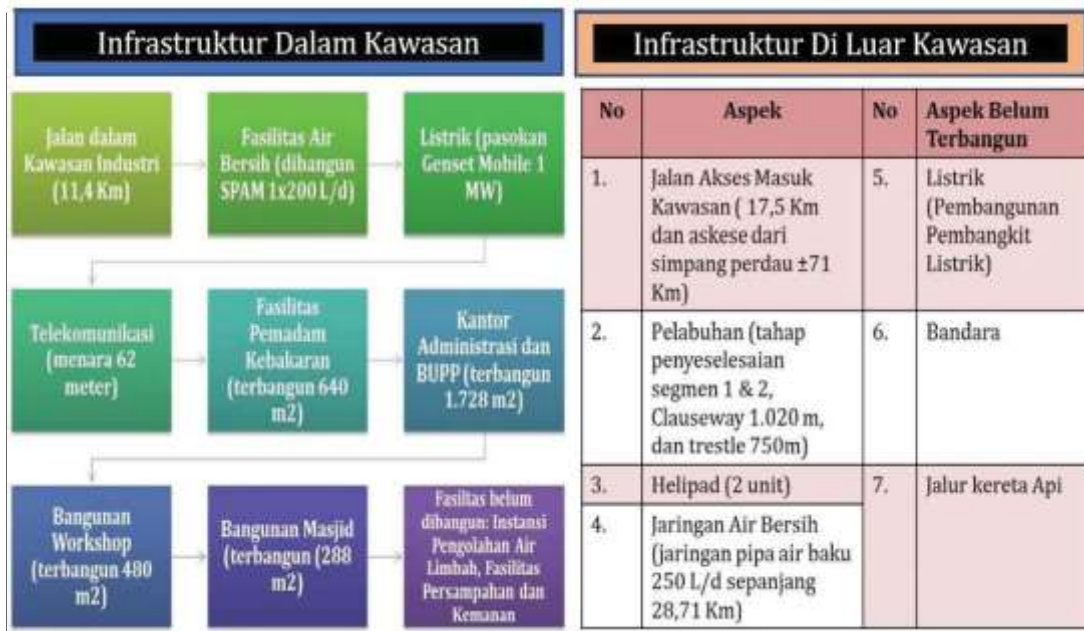 Infrastruktur Dalam Kawasan
Jalan dalam
Kawasan Industri
(11,4 Km)
Fasilitas Air
Bersih (dibangun
SPAM 1x200 L/d)
Listrik (pasokan
Genset Mobile 1
MW)
Telekomunikasi
(menara 62
meter)
Fasilitas
Pemadam
Kebakaran
(terbangun 640
m2)
Kantor
Administrasi dan
BUPP (terbangun
1.728 m2)
Bangunan
Workshop
(terbangun 480
m2)
Bangunan Masjid
(terbangun (288
m2)
Fasiltas belum
dibangun: Instansi
Pengolahan Air
Limbah, Fasilitas
Persampahan dan
Kemanan
Infrastruktur Di Luar Kawasan
No Aspek No Aspek Belum
Terbangun
1. Jalan Akses Masuk
Kawasan ( 17,5 Km
dan askese dari
simpang perdau ±71
Km)
5. Listrik
(Pembangunan
Pembangkit
Listrik)
2. Pelabuhan (tahap
penyeselesaian
segmen 1 & 2,
Clauseway 1.020 m,
dan trestle 750m)
6. Bandara
3. Helipad (2 unit)
7. Jalur kereta Api
4. Jaringan Air Bersih
(jaringan pipa air baku
250 L/d sepanjang
28,71 Km)